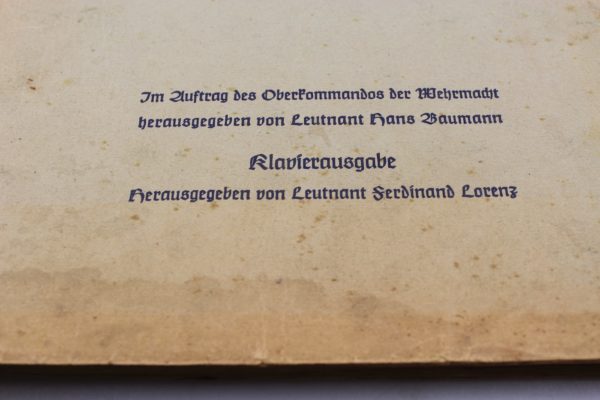 Im Auftrag des Oberkommandos der Wehrmacht
herausgegeben von Leutnant Hans Baumann
Klavierausgabe
Herausgegeben von Leutnant Ferdinand Lorenz